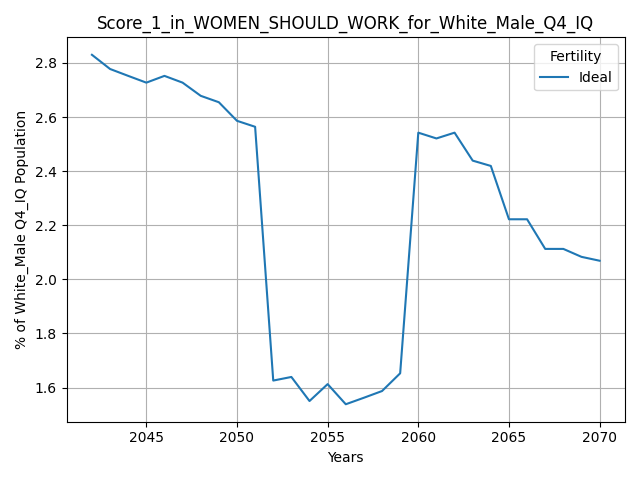 Score_1_in_WOMEN_SHOULD_WORK_for_White_Male_Q4_IQ
Fertility
Ideal
% of White_Male Q4_IQ Population
2.8
2.6
2.4
2.2
2.0
1.8
1.6
2045 2050 2055 2060 2065 2070
Years